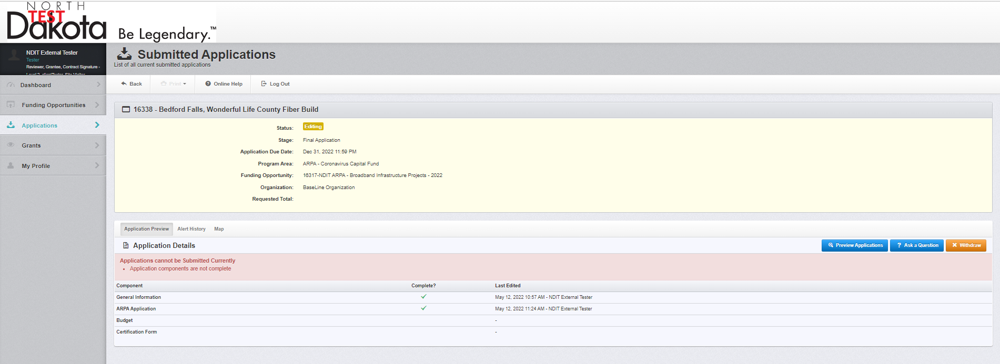 NORTH
TEST
Dakota
Be Legendary.™
NDIT External Tester
Tester
Reviewer, Grantee, Contract Signature -
Dashboard
Funding Opportunities
Applications
Grants
My Profile
Submitted Applications
List of all current submitted applications
Back
Print
Online Help
Log Out
16338 - Bedford Falls, Wonderful Life County Fiber Build
Status: Editing
Stage: Final Application
Application Due Date: Dec 31, 2022 11:59 PM
Program Area: ARPA - Coronavirus Capital Fund
Funding Opportunity: 16317-NDIT ARPA - Broadband Infrastructure Projects - 2022
Organization: BaseLine Organization
Requested Total:
Application Preview Alert History Map
Application Details
Preview Applications
? Ask a Question
Withdraw
Applications cannot be Submitted Currently
• Application components are not complete
Component Complete? Last Edited
General Information ✓ May 12, 2022 10:57 AM - NDIT External Tester
ARPA Application ✓ May 12, 2022 11:24 AM - NDIT External Tester
Budget -
Certification Form -